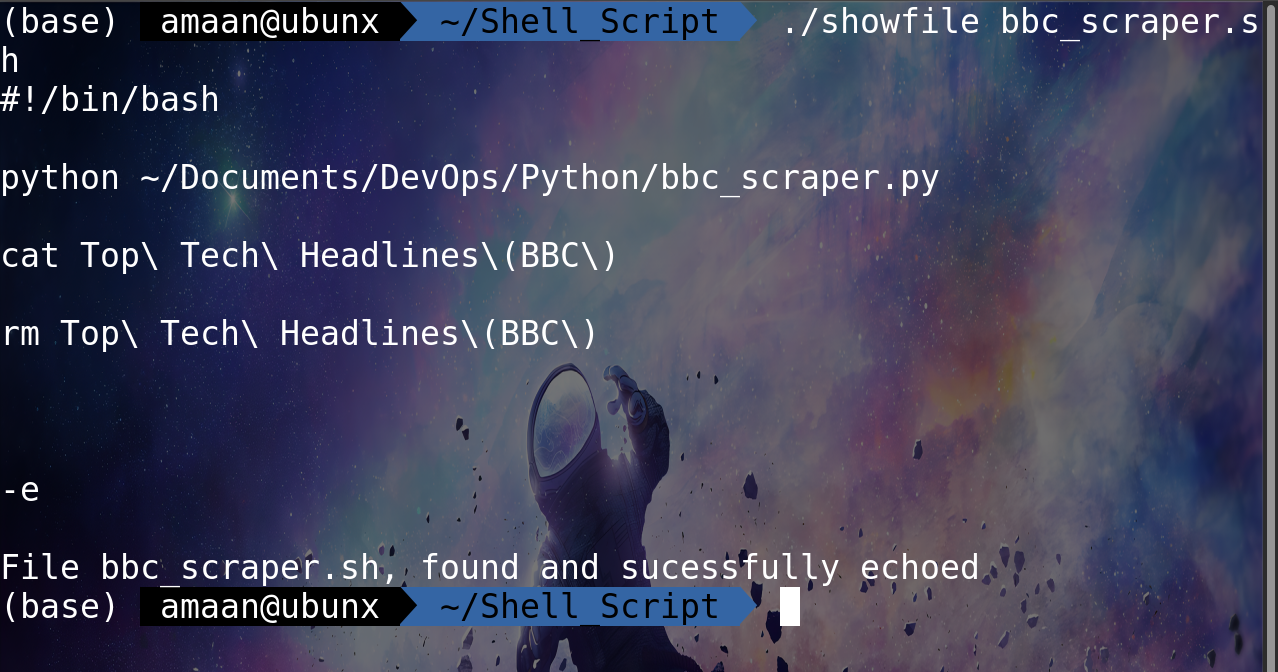 (base) amaan@ubunx ~/Shell_Script ./showfile bbc_scraper.s
h
#!/bin/bash
python ~/Documents/DevOps/Python/bbc_scraper.py
cat Top\ Tech\ Headlines\(BBC\)
rm Top\ Tech\ Headlines\(BBC\)
-e
File bbc_scraper.sh, found and sucessfully echoed
(base) amaan@ubunx ~/Shell_Script